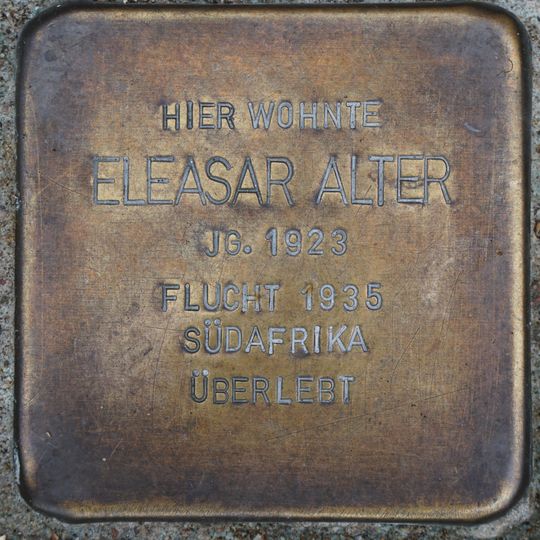 HIER WOHNTE
ELEASAR ALTER
JG. 1923
FLUCHT 1935
SÜDAFRIKA
ÜBERLEBT